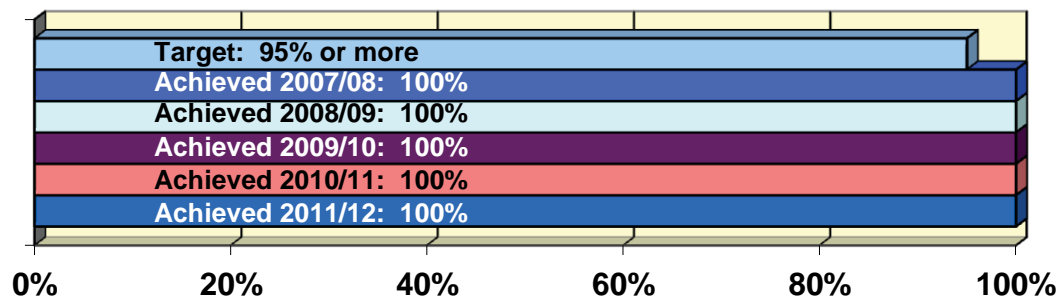 Target: 95% or more
Achieved 2007/08: 100%
Achieved 2008/09: 100%
Achieved 2009/10: 100%
Achieved 2010/11: 100%
Achieved 2011/12: 100%
0% 20% 40% 60% 80% 100%